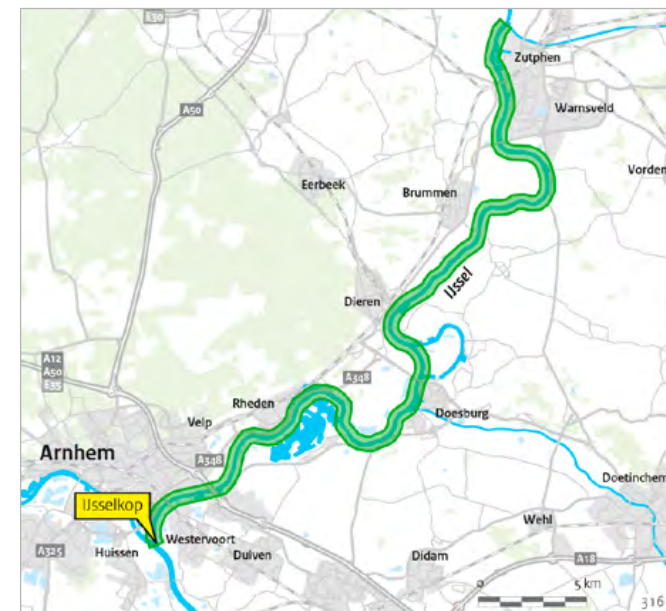 E30
E30
Zutphen
A50
Warnsveld
Vorden
Eerbeek
Brummen
IJssel
Dieren
A12
A50
E35
A348
Rheden
Velp
Doesburg
Arnhem
A348
Doetinchem
IJsselkop
Wehl
Westervoort
A325
Huissen
Duiven
Didam
A18
0
5 km
316